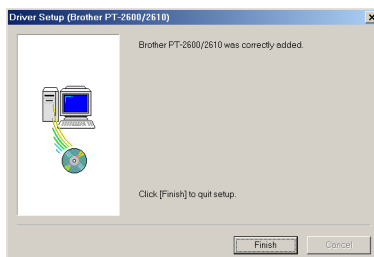 Driver Setup (Brother PT-2600/2610)
Brother PT-2600/2610 was correctly added.
Click [Finish] to quit setup.
Finish
Cancel